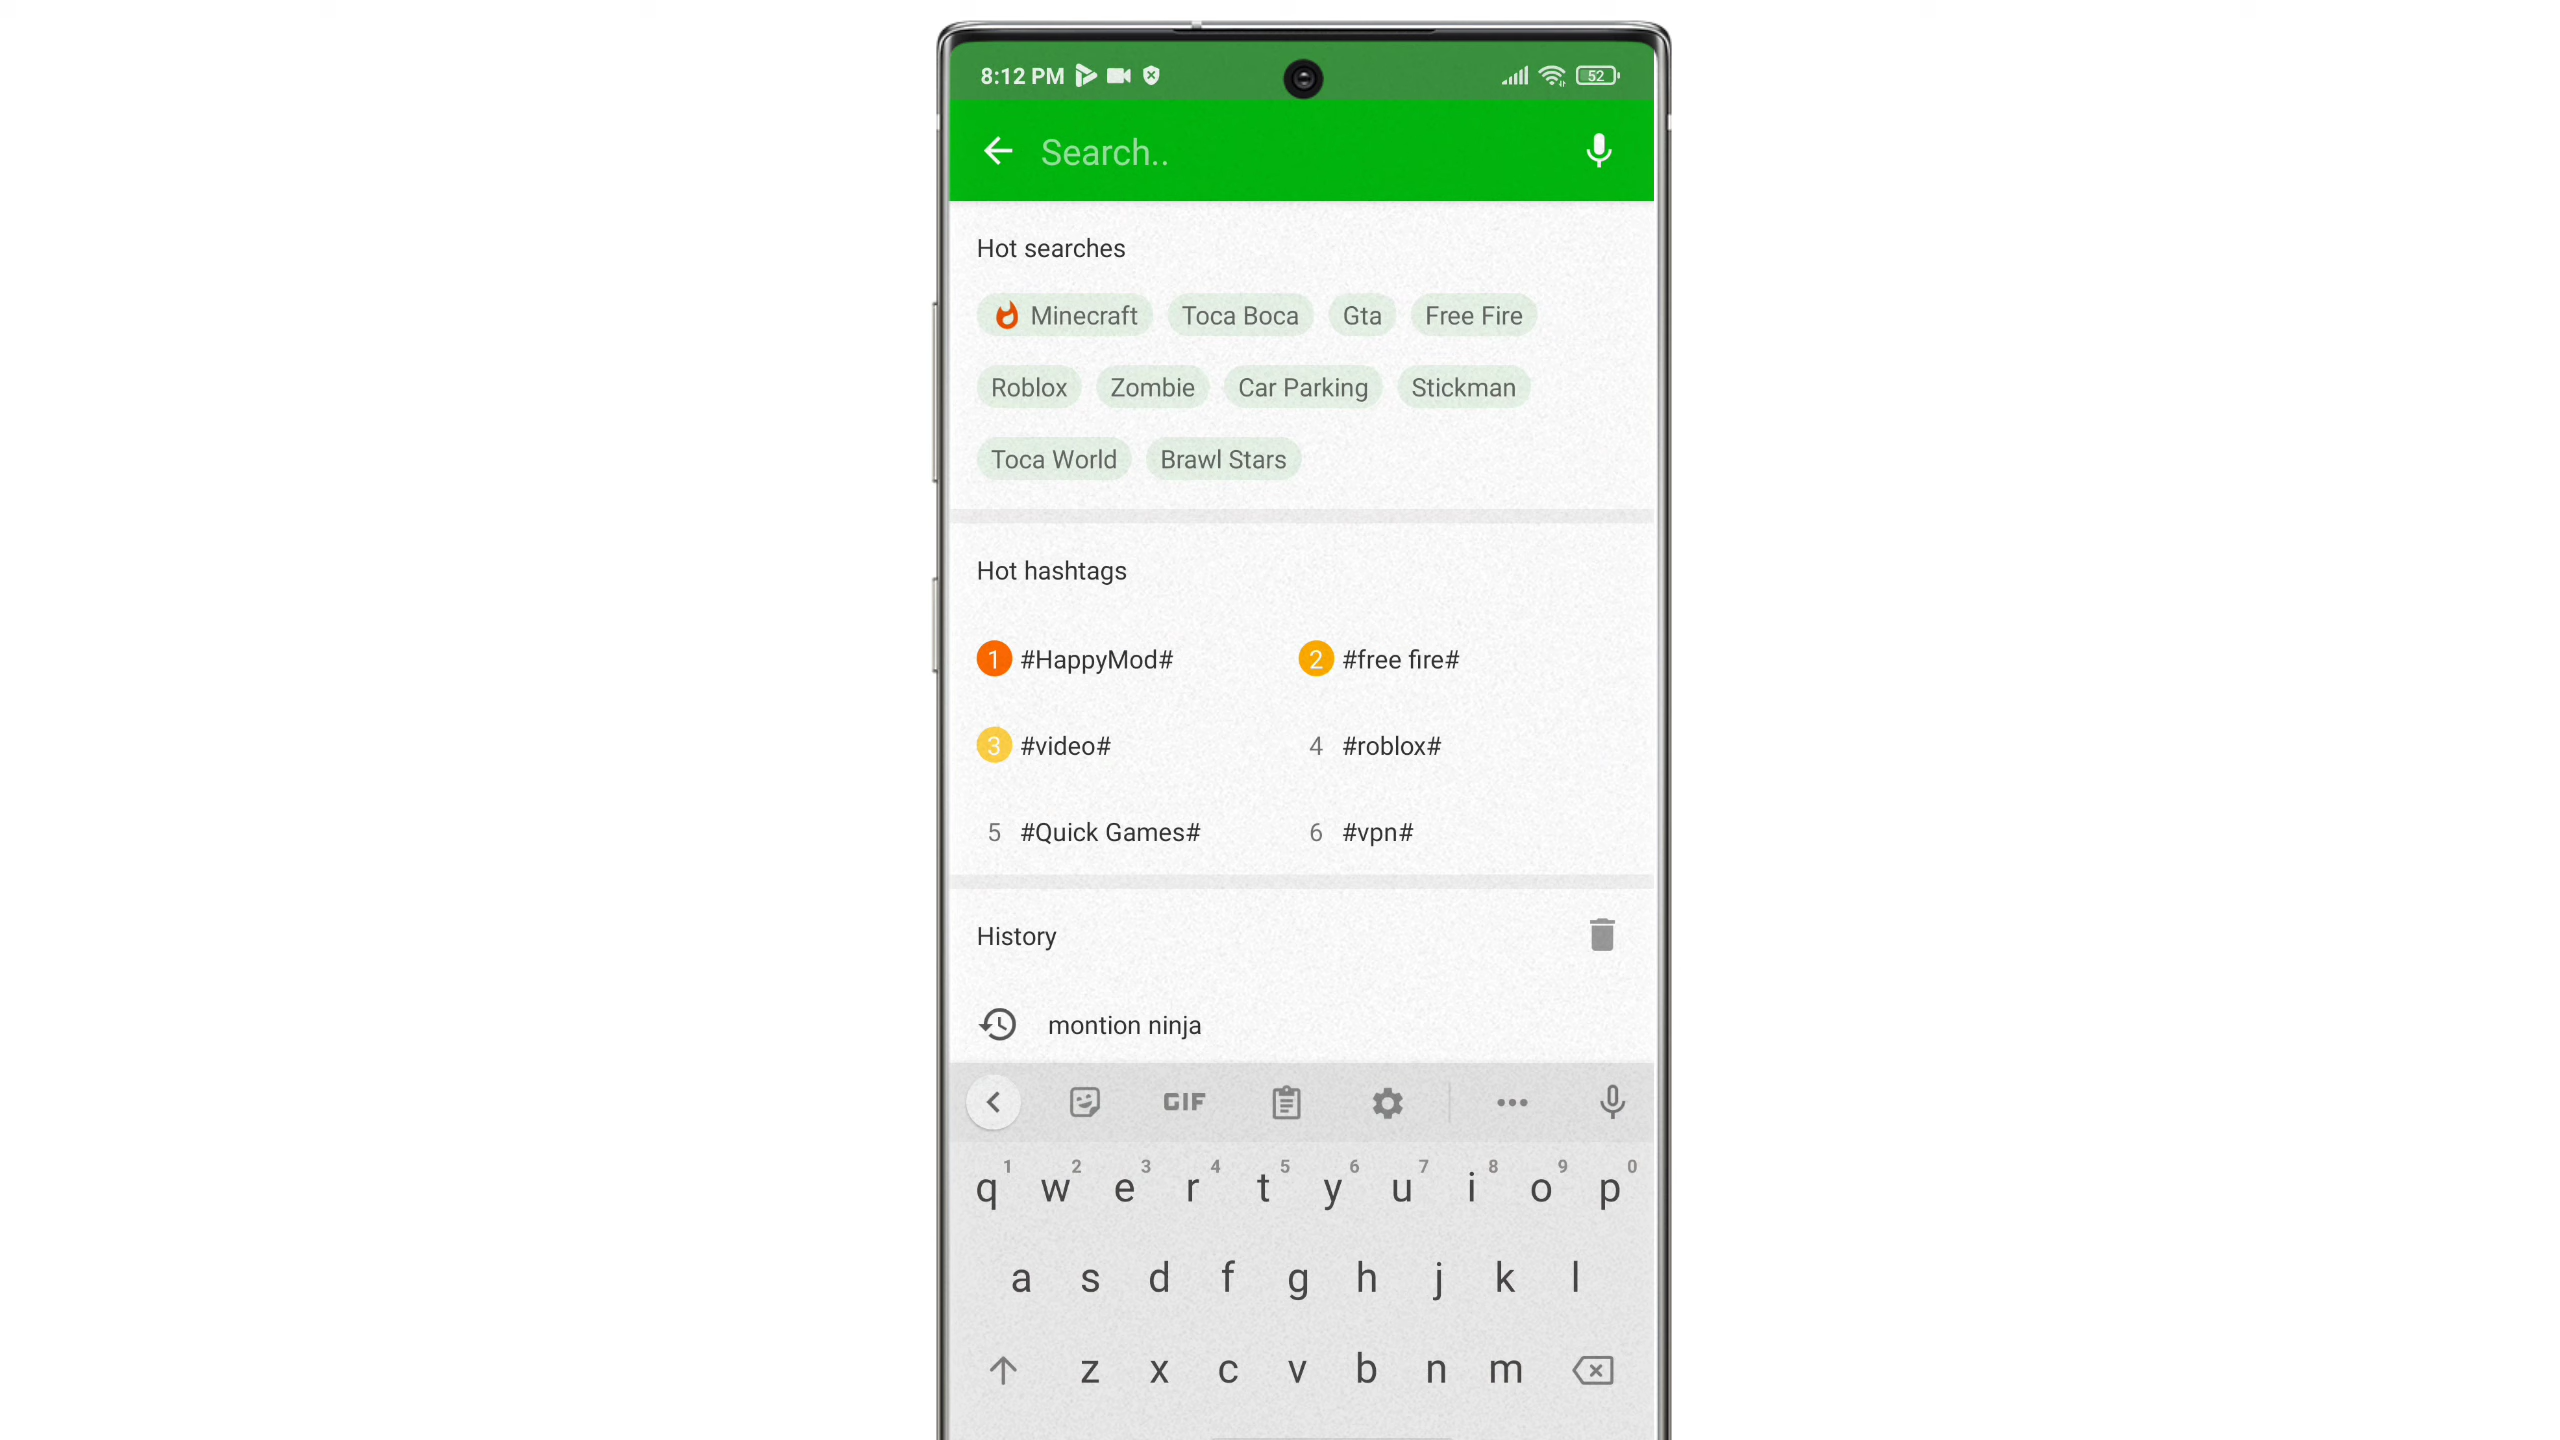 8:12 PM 52
Search..
Hot searches
Minecraft Toca Boca Gta Free Fire
Roblox Zombie Car Parking Stickman
Toca World Brawl Stars
Hot hashtags
1 #HappyMod# 2 #free fire#
3 #video# 4 #roblox#
5 #Quick Games# 6 #vpn#
History
montion ninja
GIF
1 2 3 4 5 6 7 8 9 0
q w e r t y u i o p
a s d f g h j k l
z x c v b n m